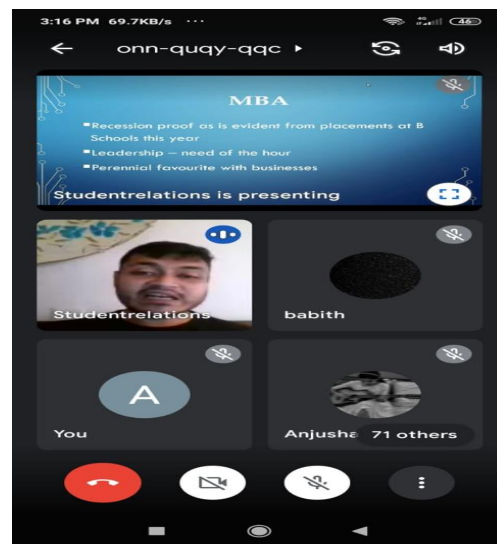 3:16 PM 69.7KB/s ... 4G 46
onn-quqy-qqc
MBA
▪Recession proof as is evident from placements at B
Schools this year
▪Leadership – need of the hour
▪Perennial favourite with businesses
Studentrelations is presenting
Studentrelations
babith
A
You
Anjusha
71 others